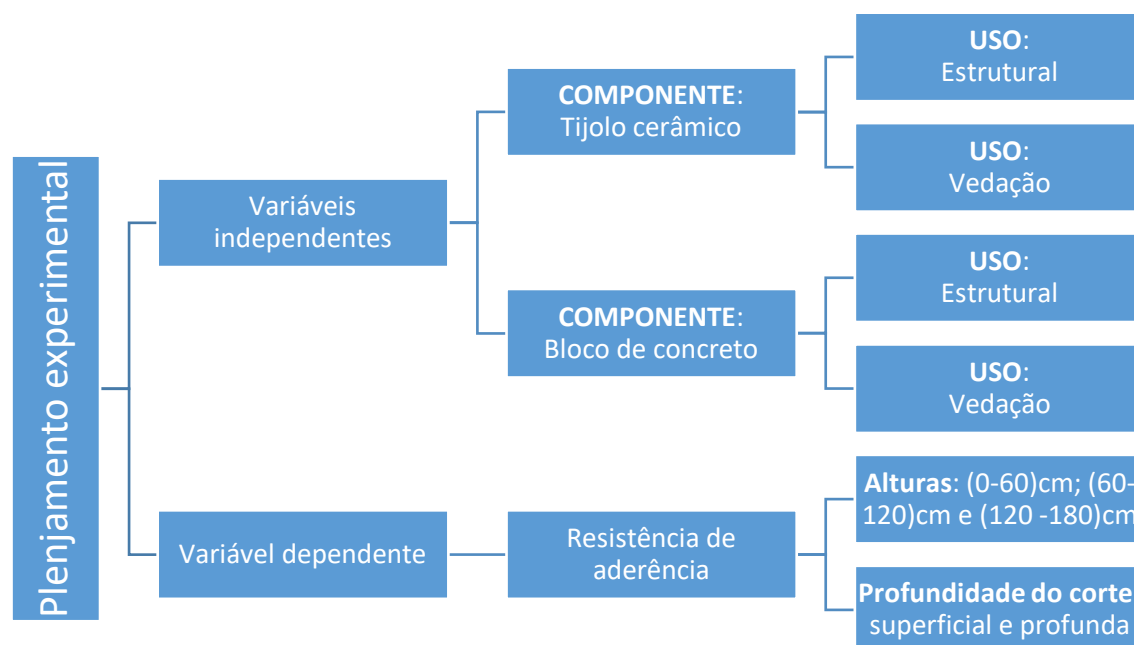 Plenjamento experimental
Variáveis
independentes
COMPONENTE:
Tijolo cerâmico
USO:
Estrutural
USO:
Vedação
COMPONENTE:
Bloco de concreto
USO:
Estrutural
USO:
Vedação
Variável dependente
Resistência de
aderência
Alturas: (0-60)cm; (60-
120)cm e (120 -180)cm
Profundidade do corte
superficial e profunda